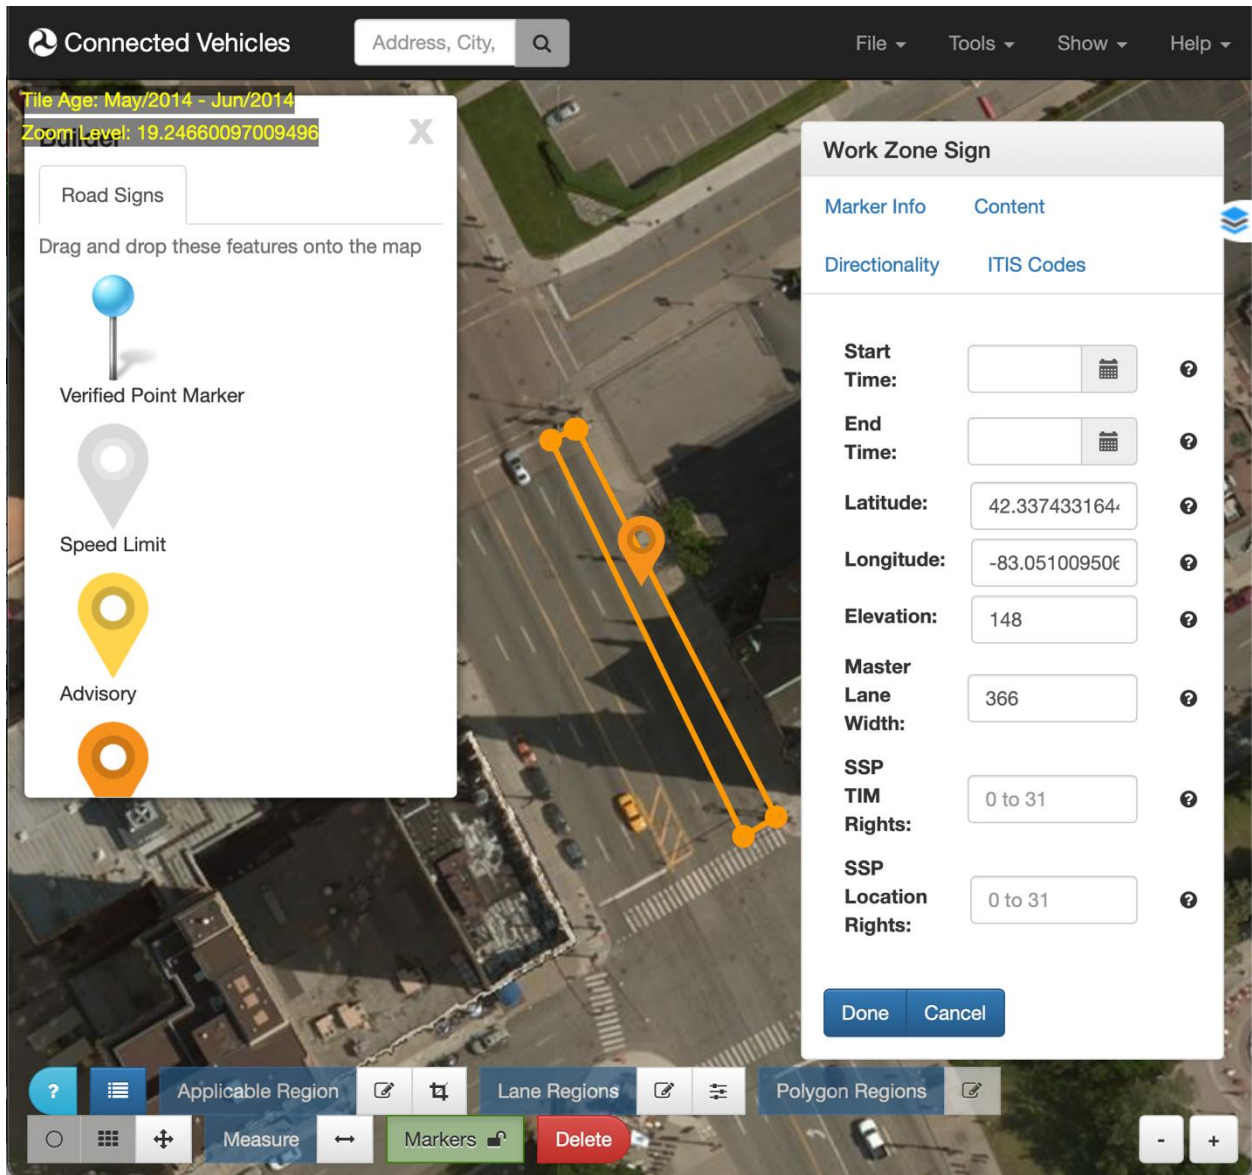 Connected Vehicles
Address, City,
File
Tools
Show
Help
Tile Age: May/2014 - Jun/2014
Zoom Level: 19.24660097009496
Builder
X
Road Signs
Drag and drop these features onto the map
Verified Point Marker
Speed Limit
Advisory
Work Zone Sign
Marker Info
Content
Directionality
ITIS Codes
Start
Time:
End
Time:
Latitude:
42.3374331644
Longitude:
-83.051009506
Elevation:
148
Master
Lane
Width:
366
SSP
TIM
Rights:
0 to 31
SSP
Location
Rights:
0 to 31
Done
Cancel
?
Applicable Region
Lane Regions
Polygon Regions
Measure
Markers
Delete
-
+